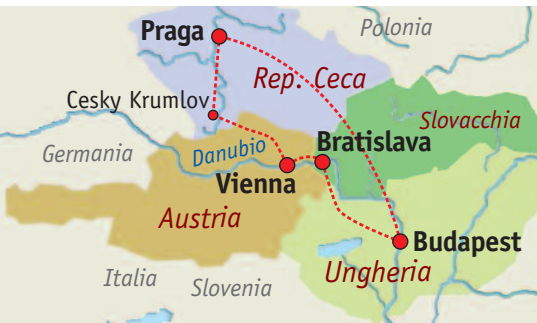 Praga
Polonia
Rep. Ceca
Cesky Krumlov
Slovacchia
Germania
Danubio
Bratislava
Vienna
Austria
Budapest
Ungheria
Italia
Slovenia